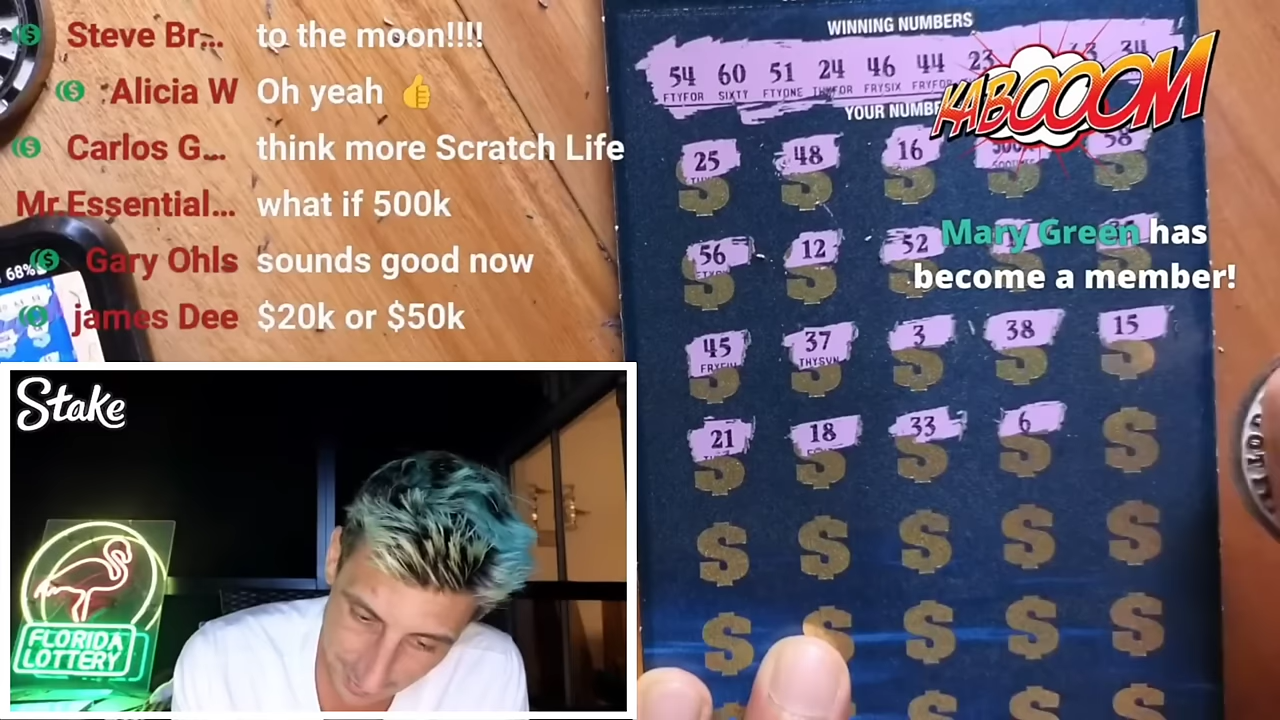 Steve Br… to the moon!!!!
Alicia W Oh yeah 👍
Carlos G… think more Scratch Life
Mr.Essential… what if 500k
Gary Ohls sounds good now
james Dee $20k or $50k
68%
Stake
FLORIDA
LOTTERY
WINNING NUMBERS
54 60 51 24 46 44 23
FTYFOR SIXTY FTYONE FRYSIX FRYFOR
YOUR
KABOOOM
25 48 16 58
Mary Green has
become a member!
56 12 52
45 37 3 38 15
THYSVN
21 18 33 6